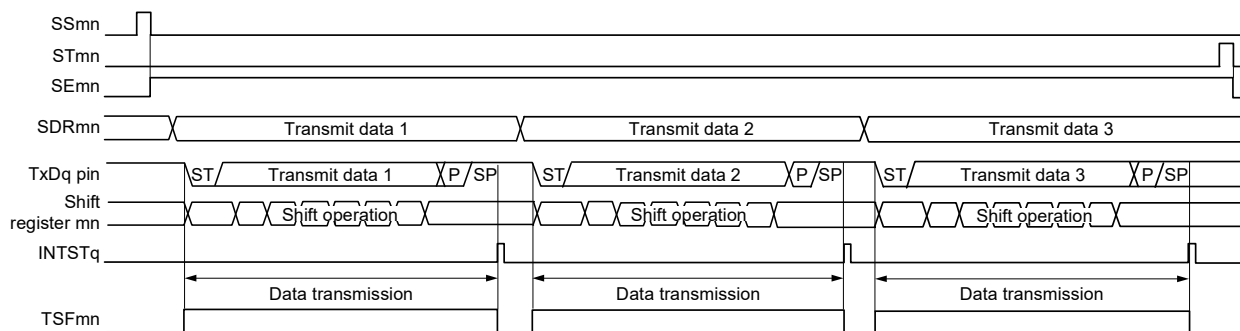 SSmn
STmn
SEmn
SDRmn Transmit data 1 Transmit data 2 Transmit data 3
TxDq pin ST Transmit data 1 P SP ST Transmit data 2 P SP ST Transmit data 3 P SP
Shift
register mn Shift operation Shift operation Shift operation
INTSTq
Data transmission Data transmission Data transmission
TSFmn